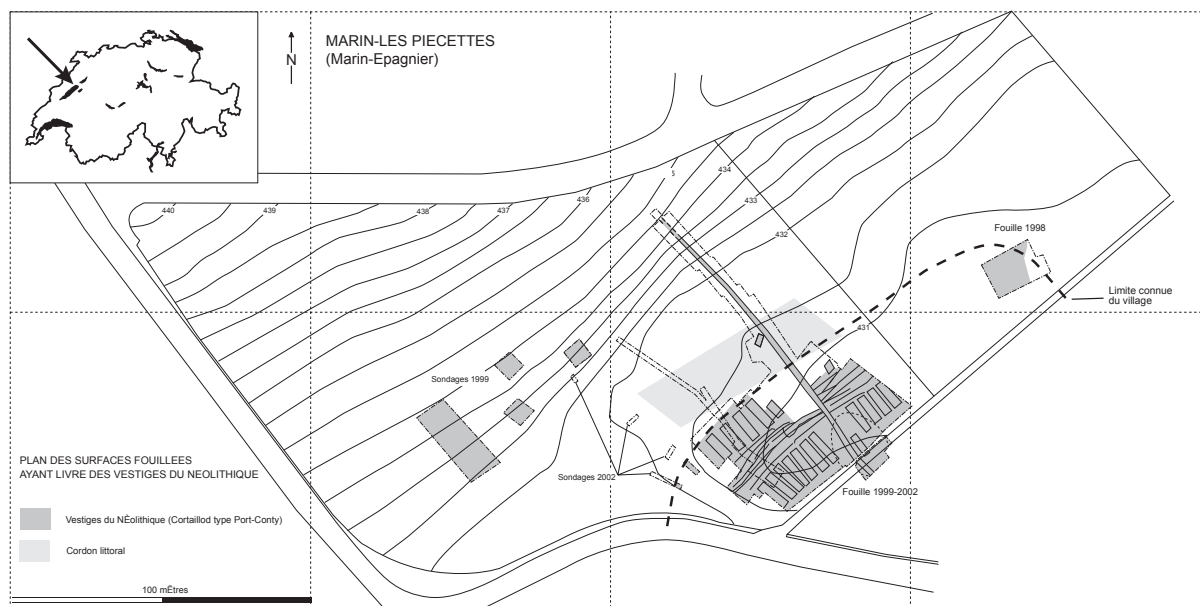 MARIN-LES PIECETTES
(Marin-Epagnier)
N
440
439
438
437
436
5
434
433
432
431
Fouille 1998
Limite connue
du village
Sondages 1999
Sondages 2002
Fouille 1999-2002
PLAN DES SURFACES FOUILLEES
AYANT LIVRE DES VESTIGES DU NEOLITHIQUE
Vestiges du NÈolithique (Cortaillod type Port-Conty)
Cordon littoral
100 mËtres